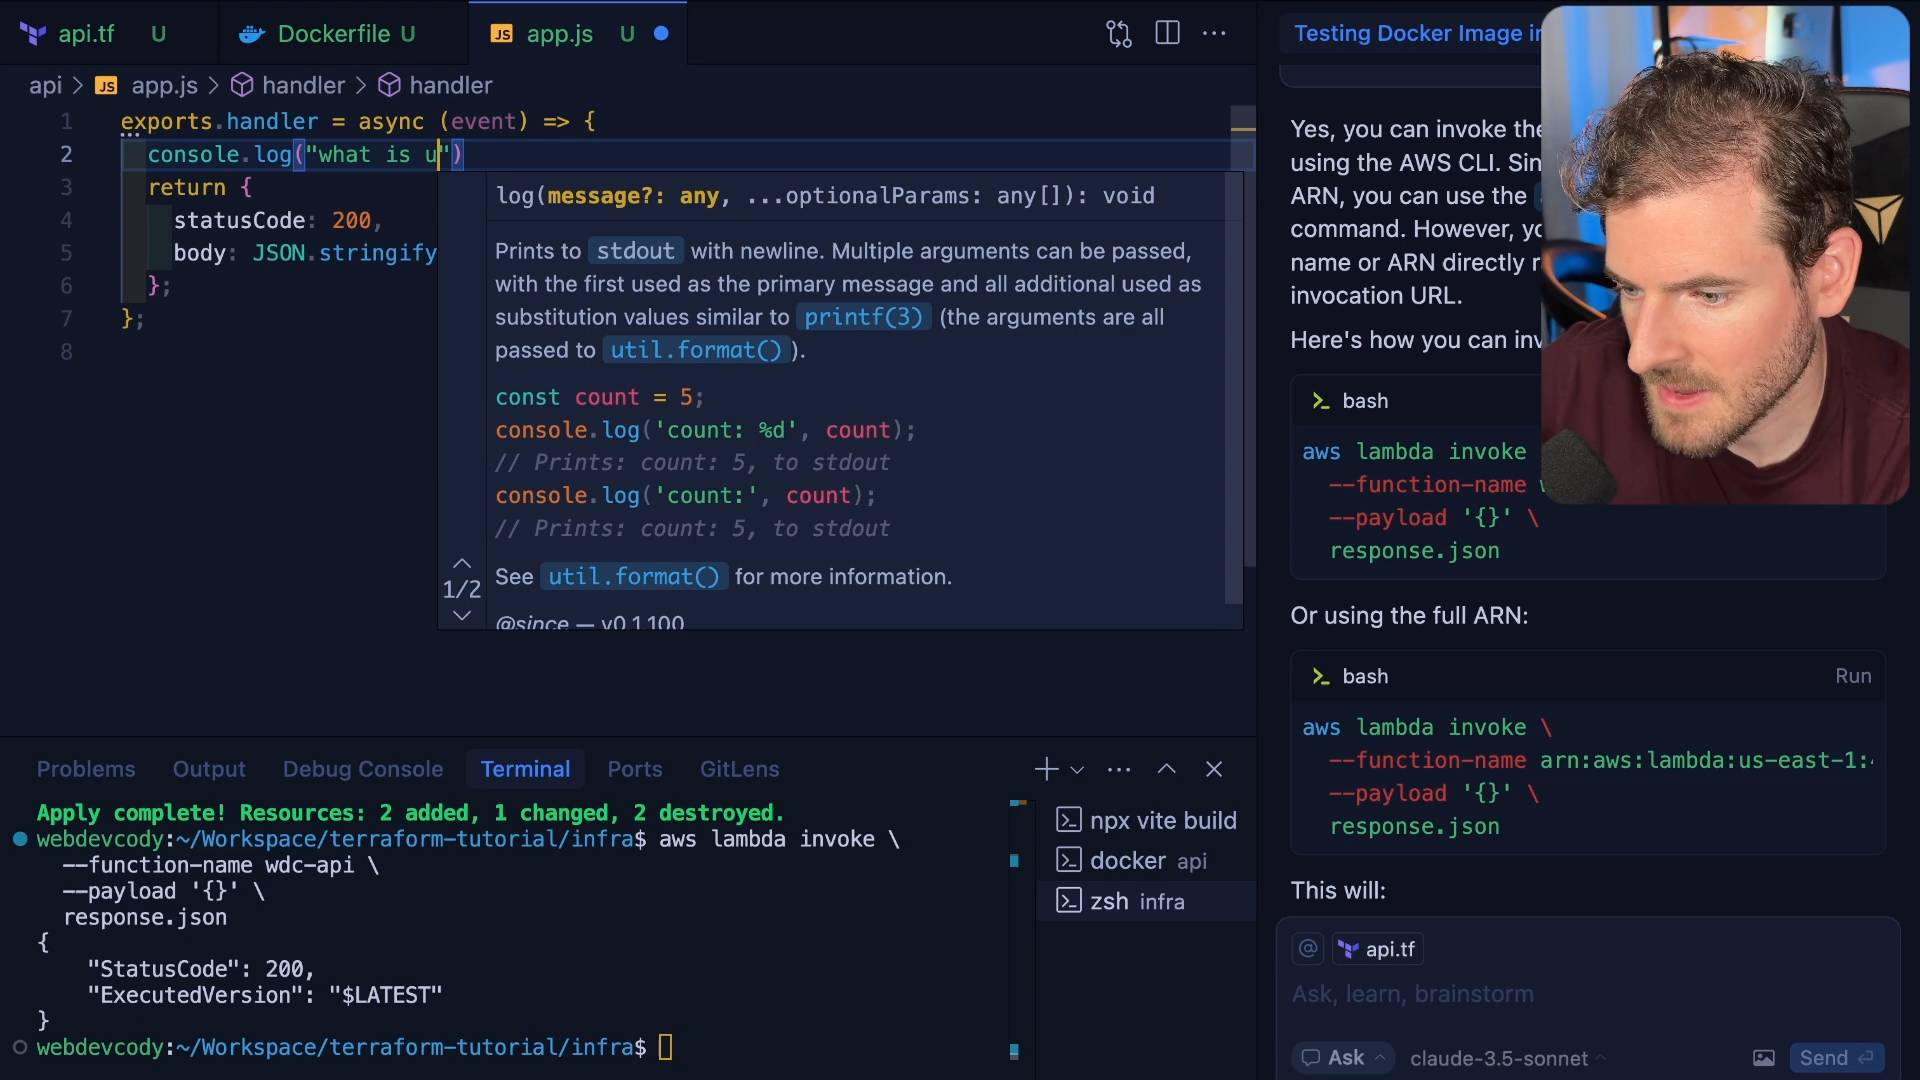 api.tf U Dockerfile U JS app.js U
Testing Docker Image
api > JS app.js > handler > handler
1 exports.handler = async (event) => {
2 console.log("what is u")
3 return {
4 statusCode: 200,
5 body: JSON.stringify
6 };
7 };
8
log(message?: any, ...optionalParams: any[]): void
Prints to stdout with newline. Multiple arguments can be passed,
with the first used as the primary message and all additional used as
substitution values similar to printf(3) (the arguments are all
passed to util.format() ).
const count = 5;
console.log('count: %d', count);
// Prints: count: 5, to stdout
console.log('count:', count);
// Prints: count: 5, to stdout
1/2
See util.format() for more information.
@since — v0.1.100
Yes, you can invoke the
using the AWS CLI.
ARN, you can use the
command. However,
name or ARN directly
invocation URL.
Here's how you can
bash
aws lambda invoke
--function-name
--payload '{}' \
response.json
Or using the full ARN:
bash Run
aws lambda invoke \
--function-name arn:aws:lambda:us-east-1:
--payload '{}' \
response.json
This will:
@ api.tf
Ask, learn, brainstorm
Ask claude-3.5-sonnet Send
Problems Output Debug Console Terminal Ports GitLens
Apply complete! Resources: 2 added, 1 changed, 2 destroyed.
webdevcody:~/Workspace/terraform-tutorial/infra$ aws lambda invoke \
--function-name wdc-api \
--payload '{}' \
response.json
{
"StatusCode": 200,
"ExecutedVersion": "$LATEST"
}
webdevcody:~/Workspace/terraform-tutorial/infra$
npx vite build
docker api
zsh infra